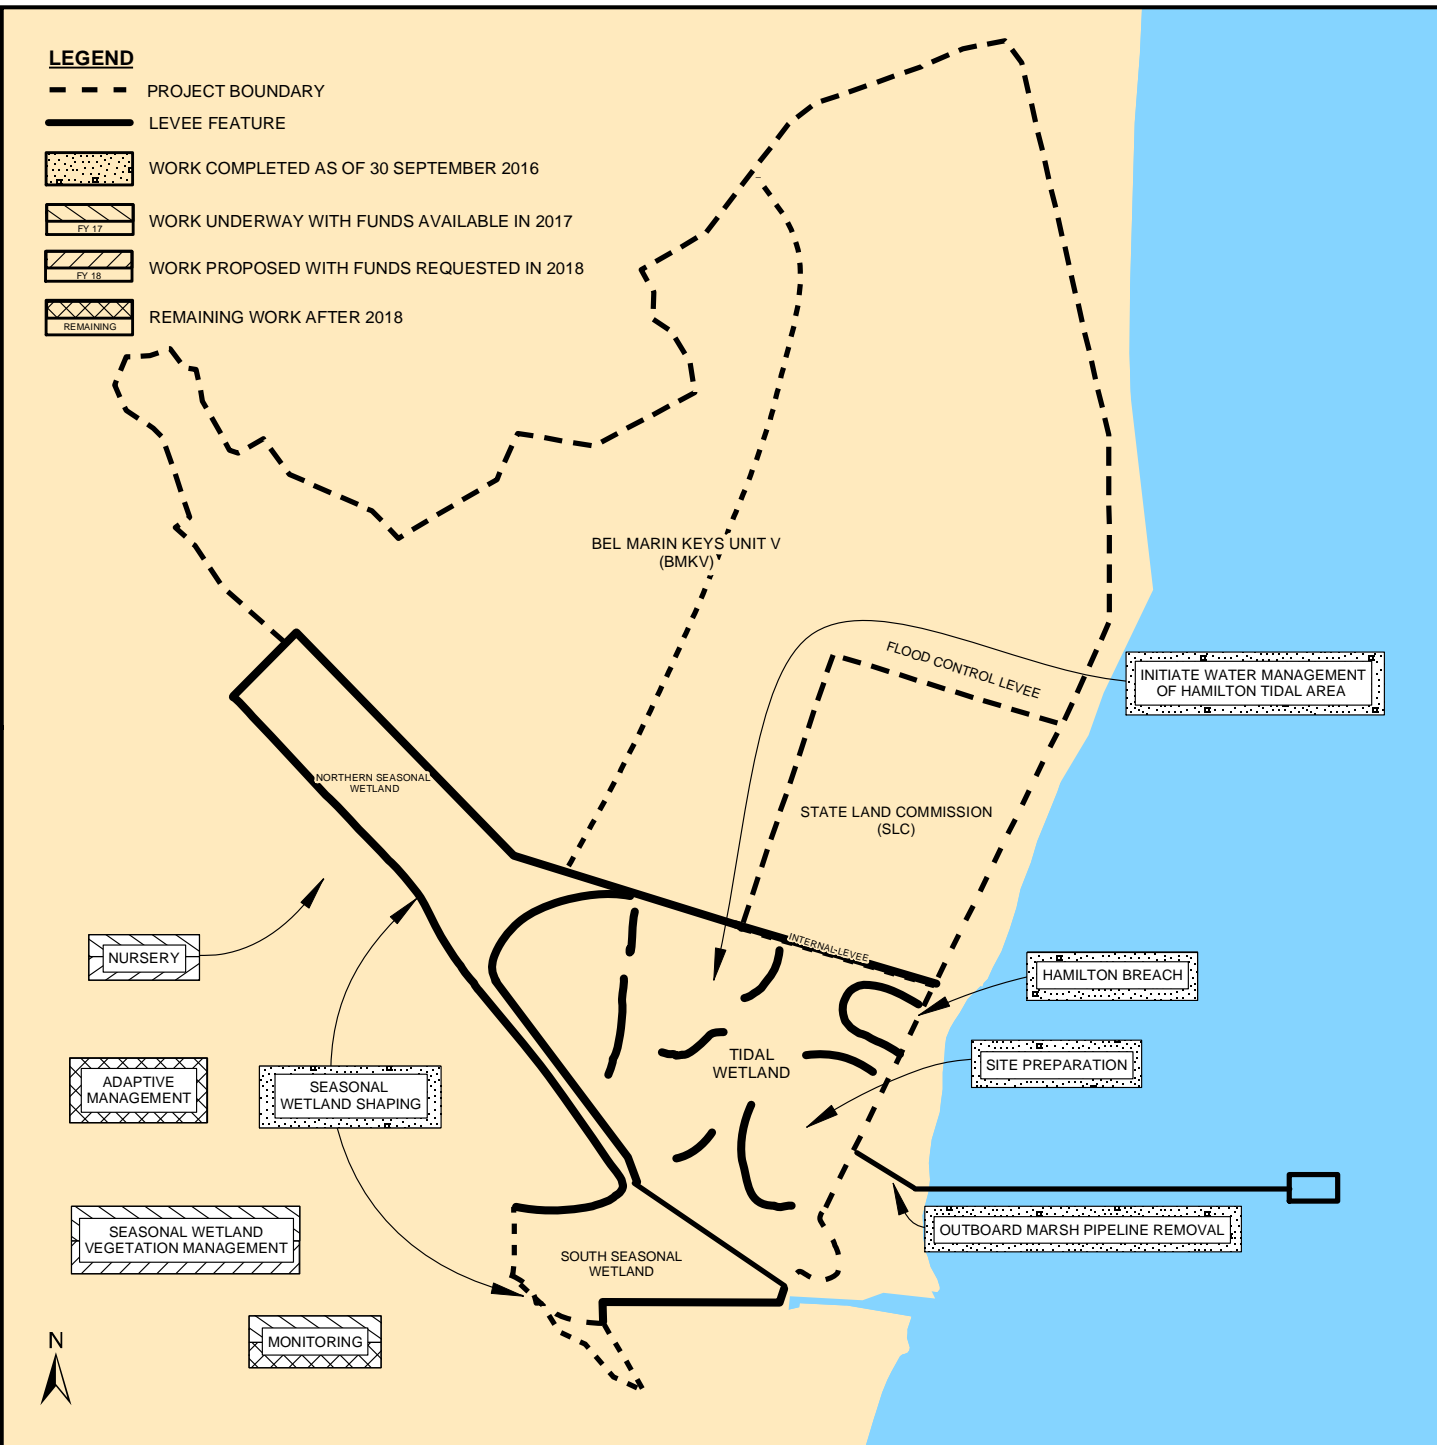 LEGEND
PROJECT BOUNDARY
LEVEE FEATURE
WORK COMPLETED AS OF 30 SEPTEMBER 2016
WORK UNDERWAY WITH FUNDS AVAILABLE IN 2017
FY 17
WORK PROPOSED WITH FUNDS REQUESTED IN 2018
FY 18
REMAINING WORK AFTER 2018
REMAINING
BEL MARIN KEYS UNIT V
(BMKV)
FLOOD CONTROL LEVEE
INITIATE WATER MANAGEMENT
OF HAMILTON TIDAL AREA
NORTHERN SEASONAL
WETLAND
STATE LAND COMMISSION
(SLC)
INTERNAL LEVEE
NURSERY
HAMILTON BREACH
TIDAL
WETLAND
SITE PREPARATION
ADAPTIVE
MANAGEMENT
SEASONAL
WETLAND SHAPING
SEASONAL WETLAND
VEGETATION MANAGEMENT
OUTBOARD MARSH PIPELINE REMOVAL
SOUTH SEASONAL
WETLAND
MONITORING
N